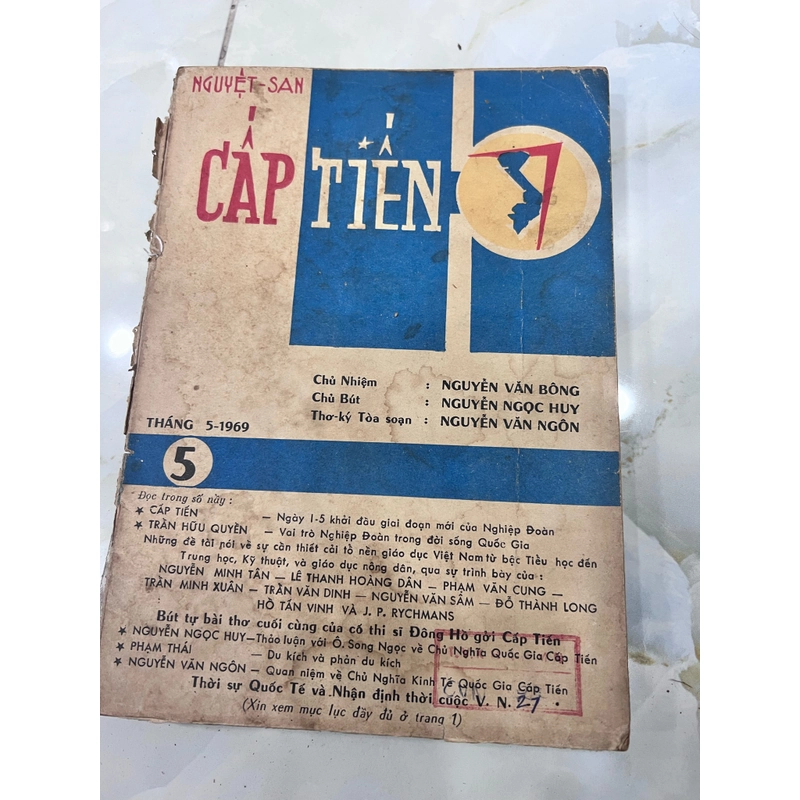 NGUYỆT-SAN
CẤP TIẾN
Chủ Nhiệm : NGUYỄN VĂN BÔNG
Chủ Bút : NGUYỄN NGỌC HUY
Thơ-ký Tòa soạn : NGUYỄN VĂN NGÔN
THÁNG 5-1969
5
Đọc trong số nầy :
★ CẤP TIẾN — Ngày 1-5 khởi đầu giai đoạn mới của Nghiệp Đoàn
★ TRẦN HỮU QUYỀN — Vai trò Nghiệp Đoàn trong đời sống Quốc Gia
Những đề tài nói về sự cần thiết cải tổ nền giáo dục Việt Nam từ bậc Tiểu học đến
Trung học, Kỹ thuật, và giáo dục nông dân, qua sự trình bày của :
NGUYỄN MINH TÂN — LÊ THANH HOÀNG DÂN — PHẠM VĂN CUNG —
TRẦN MINH XUÂN — TRẦN VĂN DINH — NGUYỄN VĂN SÂM — ĐỖ THÀNH LONG
HỒ TẤN VINH VÀ J. P. RYCHMANS
Bút tự bài thơ cuối cùng của cố thi sĩ Đông Hồ gởi Cấp Tiến
★ NGUYỄN NGỌC HUY — Thảo luận với Ô. Song Ngọc về Chủ Nghĩa Quốc Gia Cấp Tiến
★ PHẠM THÁI — Du kích và phản du kích
★ NGUYỄN VĂN NGÔN — Quan niệm về Chủ Nghĩa Kinh Tế Quốc Gia Cấp Tiến
Thời sự Quốc Tế và Nhận định thời cuộc V. N.
27
(Xin xem mục lục đầy đủ ở trang 1)